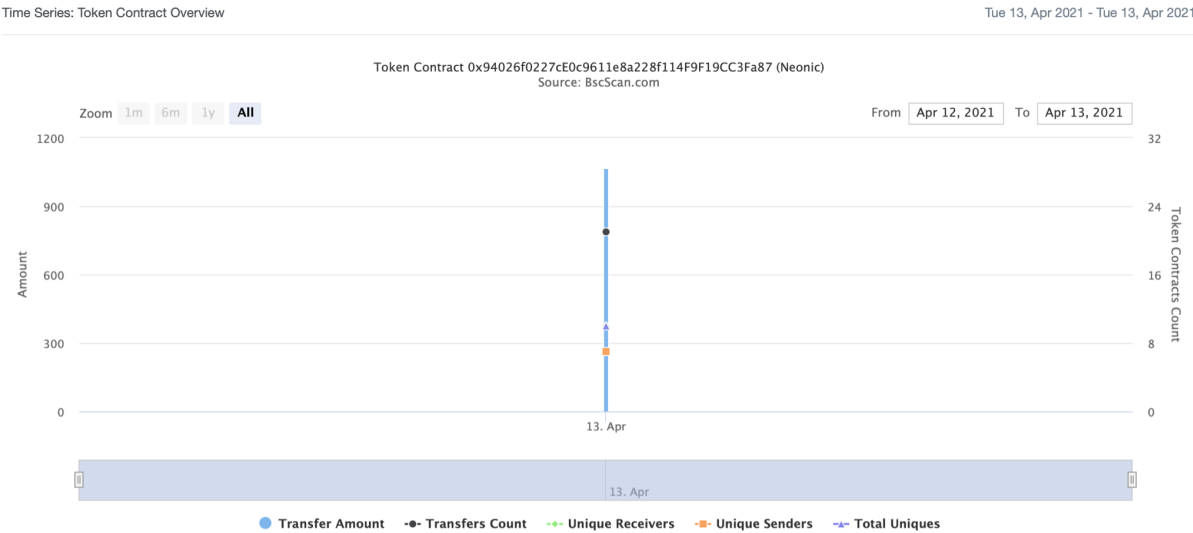 Time Series: Token Contract Overview
Tue 13, Apr 2021 - Tue 13, Apr 2021
Token Contract 0x94026f0227cE0c9611e8a228f114F9F19CC3Fa87 (Neonic)
Source: BscScan.com
Zoom 1m 6m 1y All
From Apr 12, 2021 To Apr 13, 2021
1200
900
600
300
0
Amount
32
24
16
8
0
Token Contracts Count
13. Apr
13. Apr
Transfer Amount Transfers Count Unique Receivers Unique Senders Total Uniques